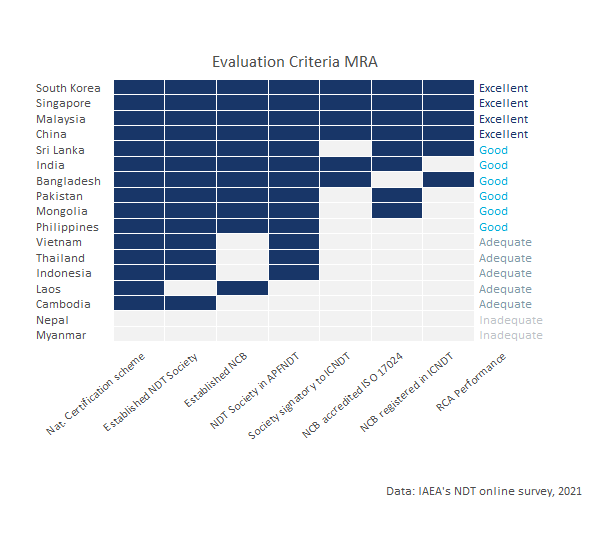 Evaluation Criteria MRA
South Korea Excellent
Singapore Excellent
Malaysia Excellent
China Excellent
Sri Lanka Good
India Good
Bangladesh Good
Pakistan Good
Mongolia Good
Philippines Good
Vietnam Adequate
Thailand Adequate
Indonesia Adequate
Laos Adequate
Cambodia Adequate
Nepal Inadequate
Myanmar Inadequate
Nat. Certification scheme
Established NDT Society
Established NCB
NDT Society in APFNDT
Society signatory to ICNDT
NCB accredited ISO 17024
NCB registered in ICNDT
RCA Performance
Data: IAEA's NDT online survey, 2021